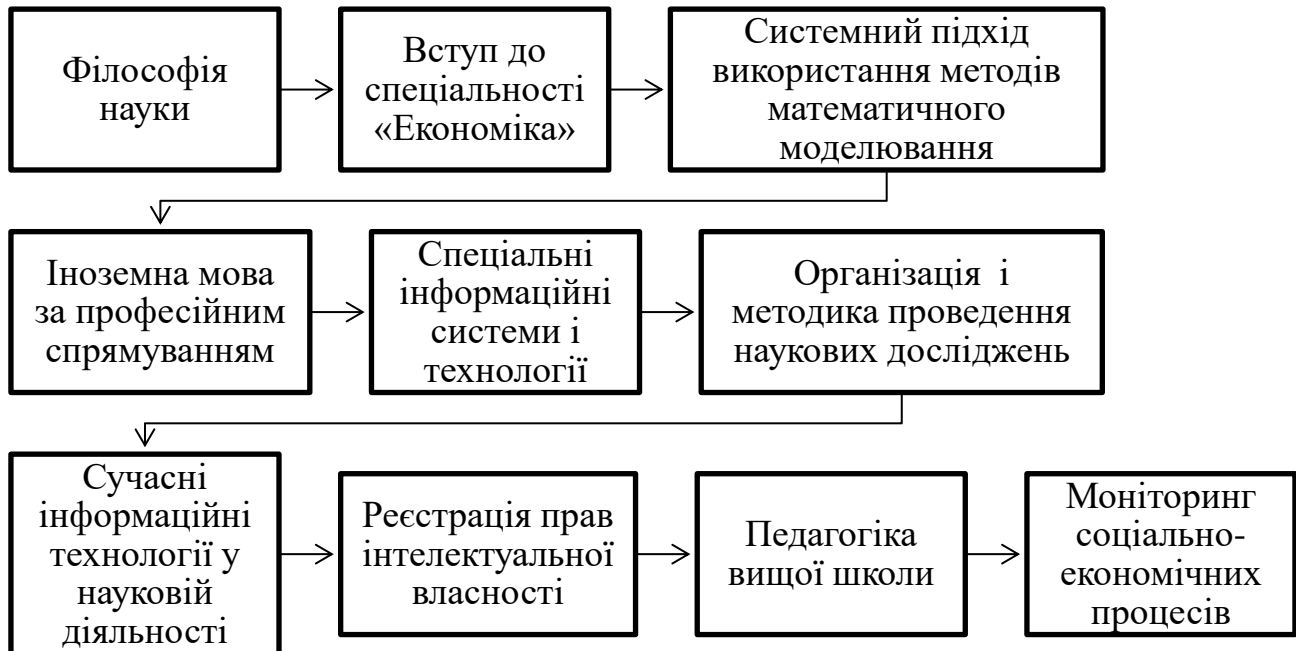 Філософія
науки
Вступ до
спеціальності
«Економіка»
Системний підхід
використання методів
математичного
моделювання
Іноземна мова
за професійним
спрямуванням
Спеціальні
інформаційні
системи і
технології
Організація і
методика проведення
наукових досліджень
Сучасні
інформаційні
технології у
науковій
діяльності
Реєстрація прав
інтелектуальної
власності
Педагогіка
вищої школи
Моніторинг
соціально-
економічних
процесів